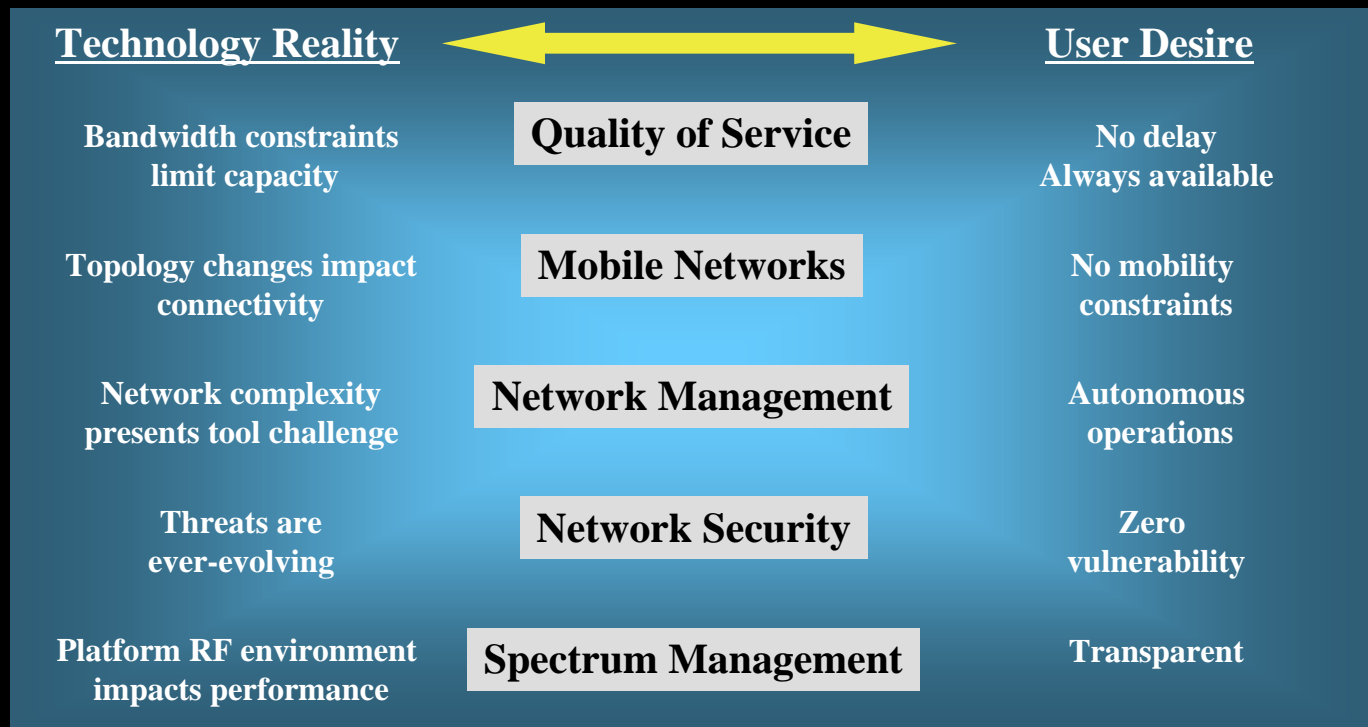 Technology Reality
User Desire
Bandwidth constraints
limit capacity
Quality of Service
No delay
Always available
Topology changes impact
connectivity
Mobile Networks
No mobility
constraints
Network complexity
presents tool challenge
Network Management
Autonomous
operations
Threats are
ever-evolving
Network Security
Zero
vulnerability
Platform RF environment
impacts performance
Spectrum Management
Transparent